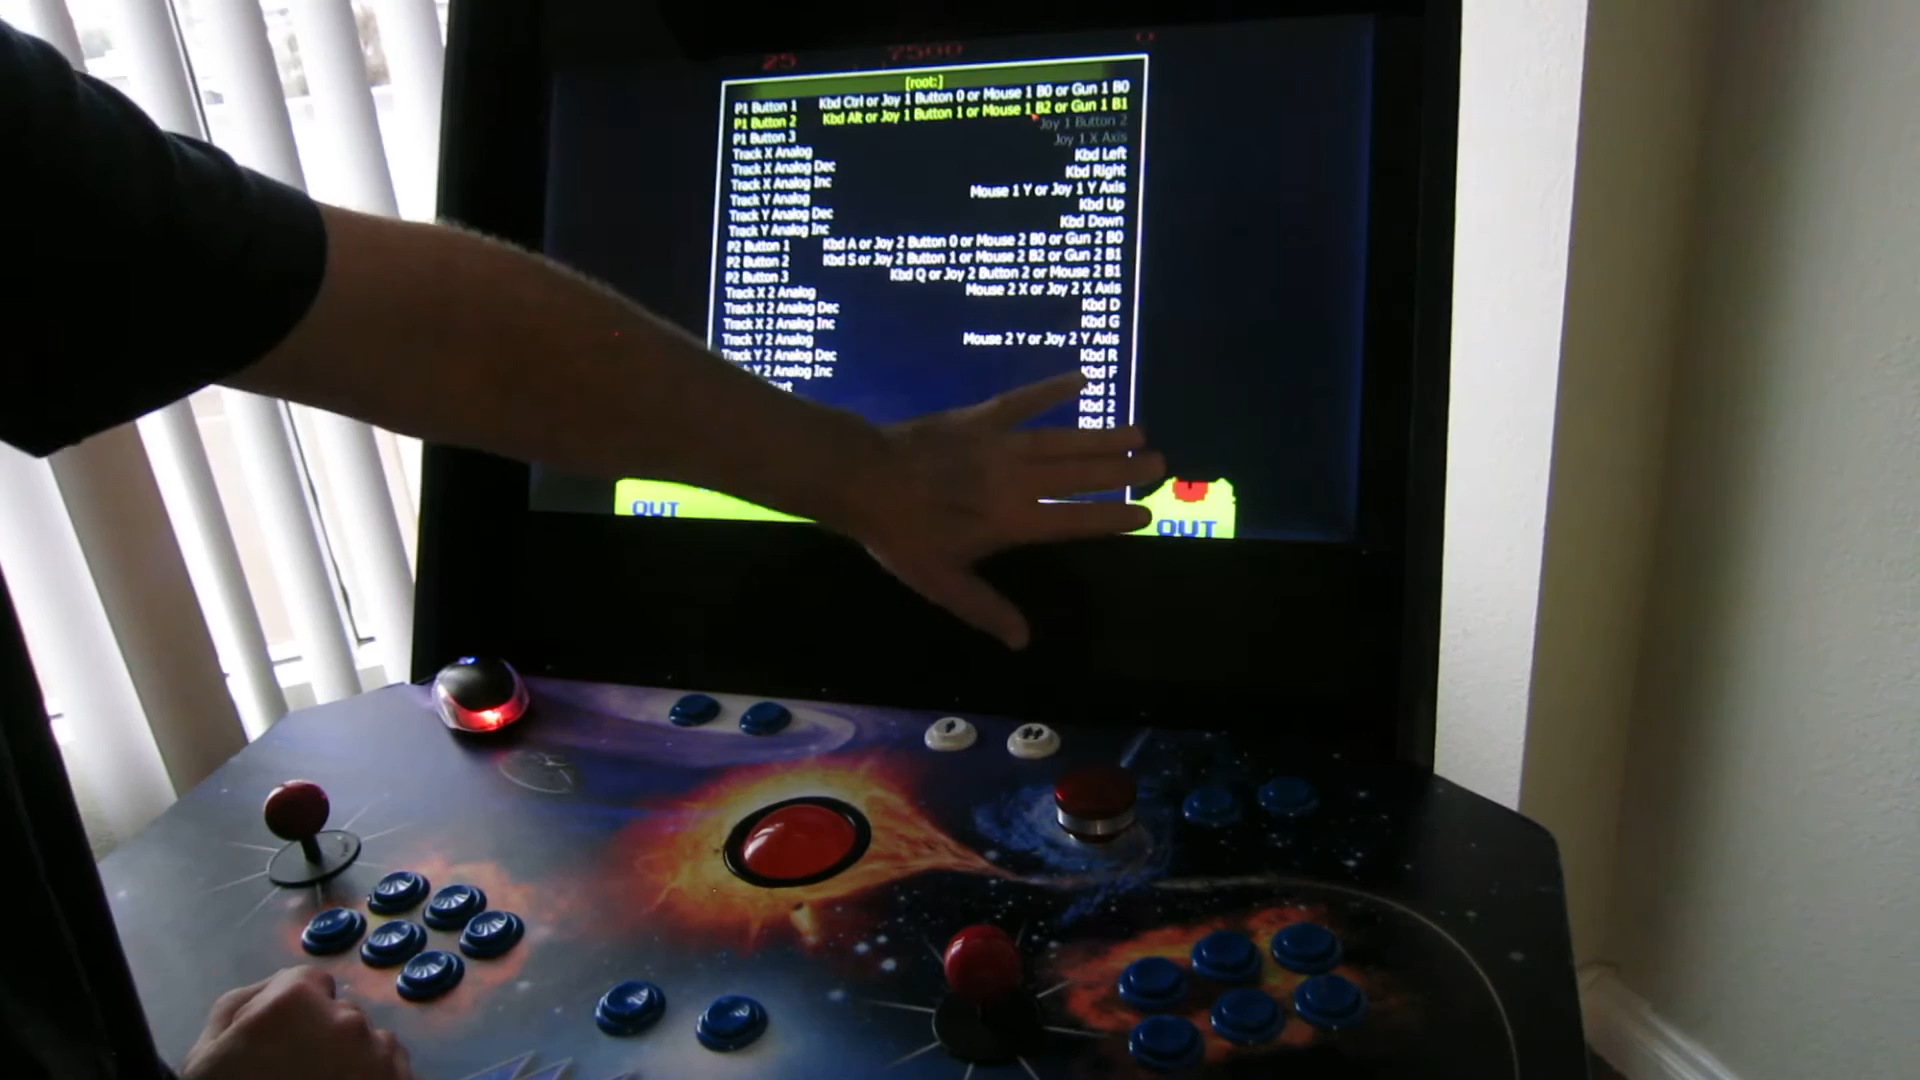 25 7500 0
[root:]
P1 Button 1 Kbd Ctrl or Joy 1 Button 0 or Mouse 1 B0 or Gun 1 B0
P1 Button 2 Kbd Alt or Joy 1 Button 1 or Mouse 1 B2 or Gun 1 B1
P1 Button 3 Joy 1 Button 2
Track X Analog Joy 1 X Axis
Track X Analog Dec Kbd Left
Track X Analog Inc Kbd Right
Track Y Analog Mouse 1 Y or Joy 1 Y Axis
Track Y Analog Dec Kbd Up
Track Y Analog Inc Kbd Down
P2 Button 1 Kbd A or Joy 2 Button 0 or Mouse 2 B0 or Gun 2 B0
P2 Button 2 Kbd S or Joy 2 Button 1 or Mouse 2 B2 or Gun 2 B1
P2 Button 3 Kbd Q or Joy 2 Button 2 or Mouse 2 B1
Track X 2 Analog Mouse 2 X or Joy 2 X Axis
Track X 2 Analog Dec Kbd D
Track X 2 Analog Inc Kbd G
Track Y 2 Analog Mouse 2 Y or Joy 2 Y Axis
Track Y 2 Analog Dec Kbd R
Y 2 Analog Inc Kbd F
Kbd 1
Kbd 2
Kbd 5
OUT OUT